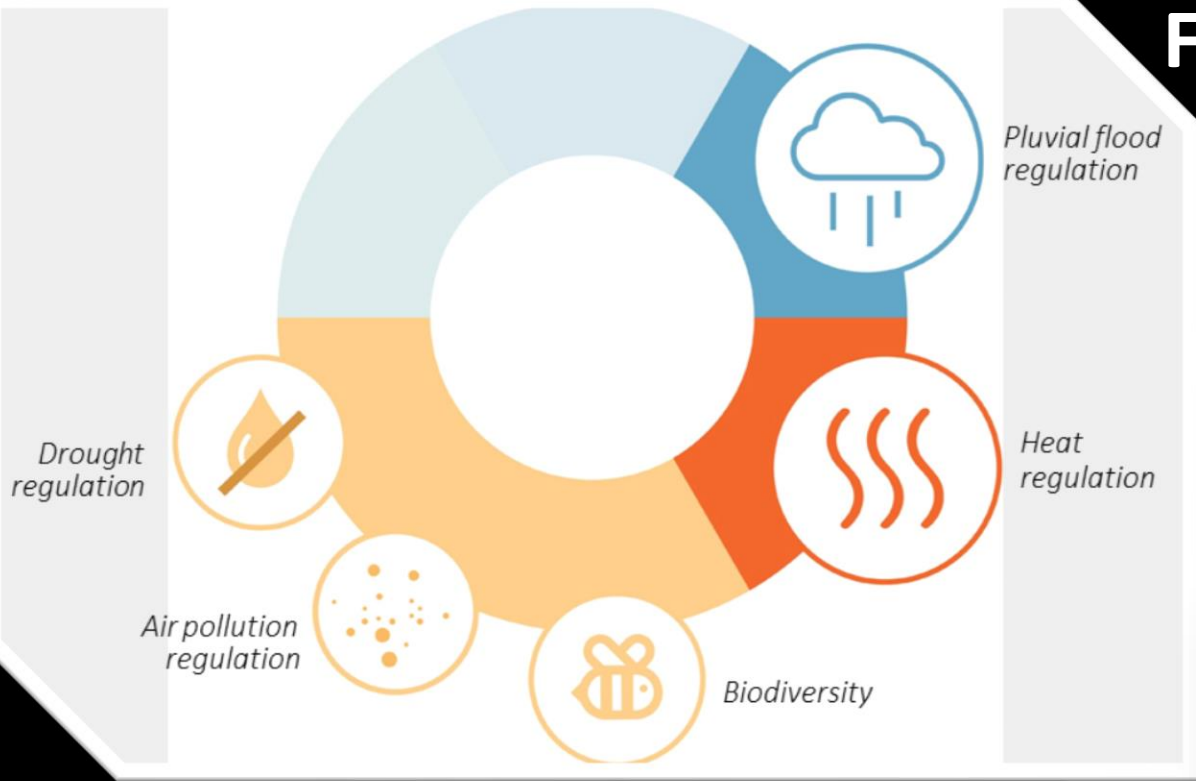 F
Pluvial flood
regulation
Heat
regulation
Drought
regulation
Air pollution
regulation
Biodiversity